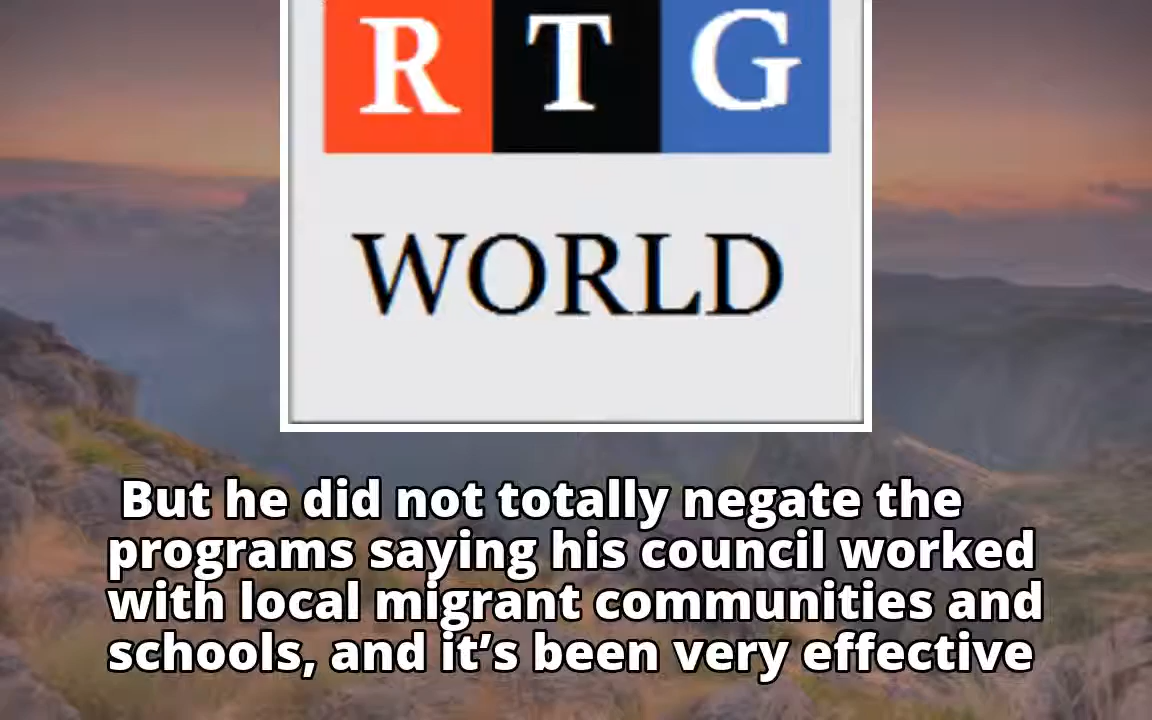 RTG
WORLD
But he did not totally negate the
programs saying his council worked
with local migrant communities and
schools, and it’s been very effective